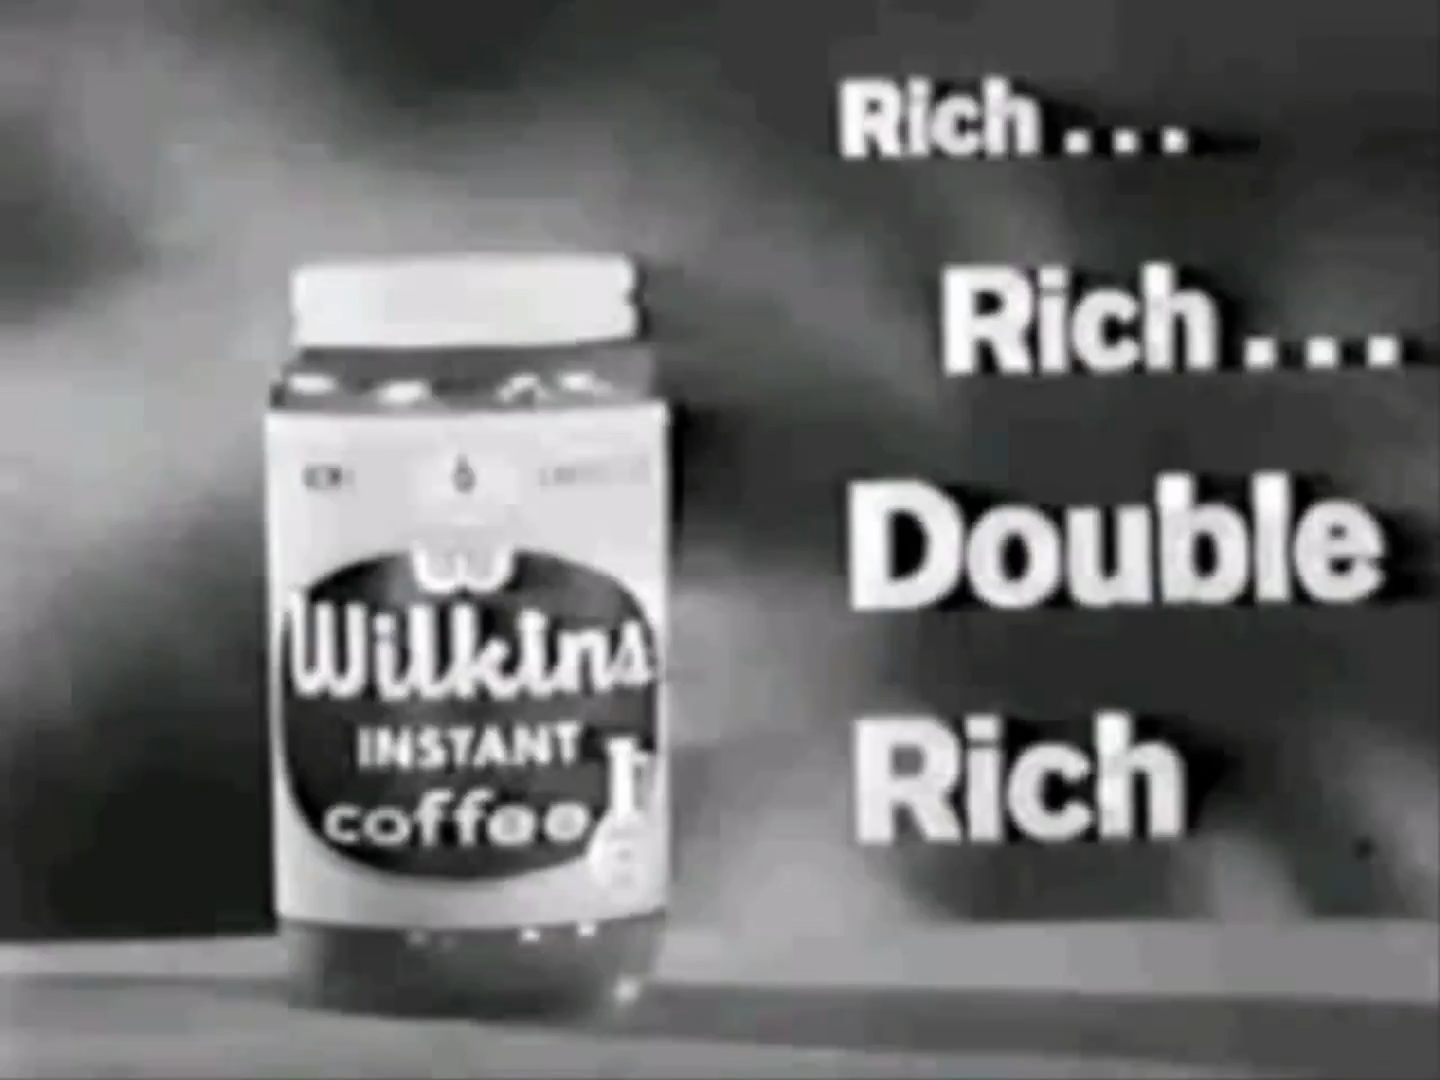 Rich...
Rich...
Double
Rich
Wilkins
INSTANT
coffee